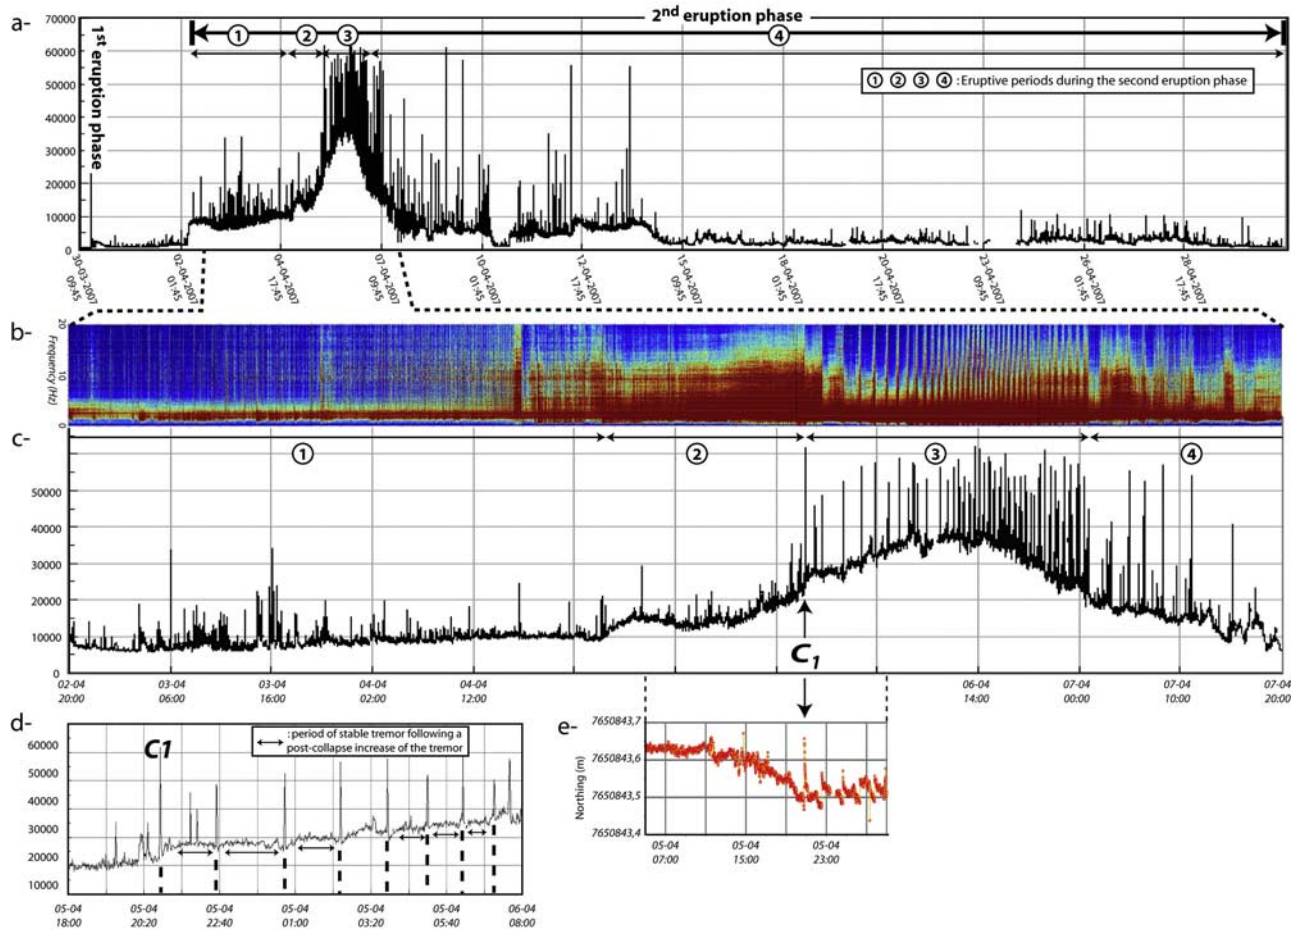 a-
70000
60000
50000
40000
30000
20000
10000
0
1st eruption phase
2nd eruption phase
① ② ③ ④
① ② ③ ④ : Eruptive periods during the second eruption phase
30-03-2007 09:45
02-04-2007 01:45
04-04-2007 17:45
07-04-2007 09:45
10-04-2007 01:45
12-04-2007 17:45
15-04-2007 09:45
18-04-2007 01:45
20-04-2007 17:45
23-04-2007 09:45
26-04-2007 01:45
28-04-2007 17:45
b-
Frequency (Hz)
20
10
0
c-
① ② ③ ④
50000
40000
30000
20000
10000
0
C1
02-04 03-04 03-04 04-04 04-04 06-04 07-04 07-04 07-04
20:00 06:00 16:00 02:00 12:00 14:00 00:00 10:00 20:00
d-
C1
: period of stable tremor following a
post-collapse increase of the tremor
60000
50000
40000
30000
20000
10000
05-04 05-04 05-04 05-04 05-04 05-04 06-04
18:00 20:20 22:40 01:00 03:20 05:40 08:00
e-
Northing (m)
7650843,7
7650843,6
7650843,5
7650843,4
05-04 05-04 05-04
07:00 15:00 23:00